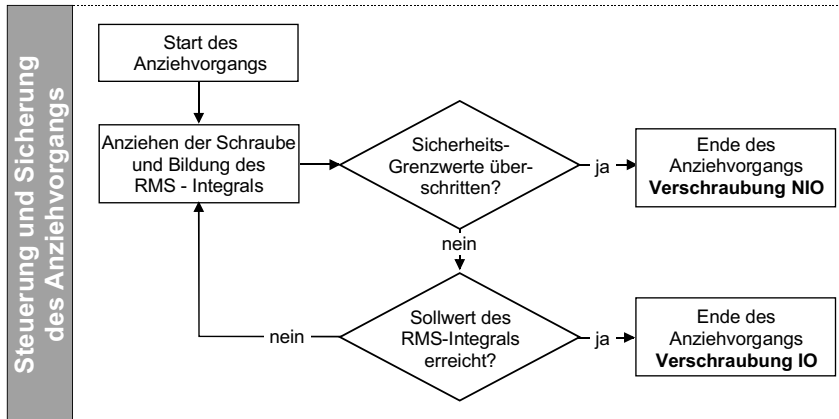 Steuerung und Sicherung
des Anziehvorgangs
Start des
Anziehvorgangs
Anziehen der Schraube
und Bildung des
RMS - Integrals
Sicherheits-
Grenzwerte über-
schritten?
ja
Ende des
Anziehvorgangs
Verschraubung NIO
nein
Sollwert des
RMS-Integrals
erreicht?
nein
ja
Ende des
Anziehvorgangs
Verschraubung IO